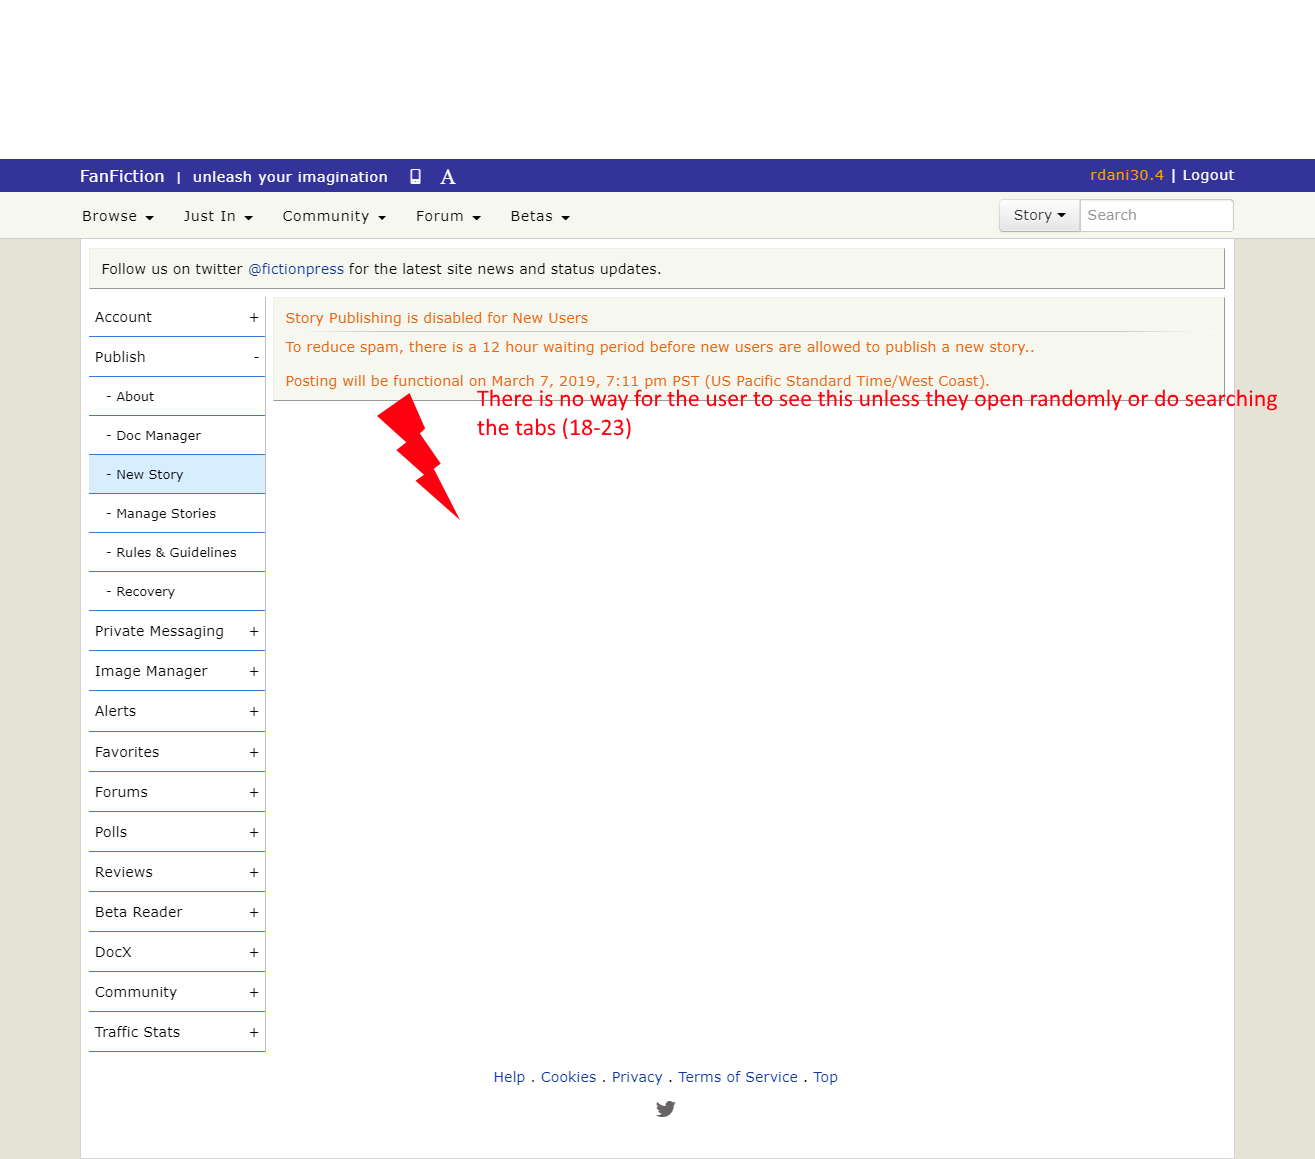 FanFiction | unleash your imagination A rdani30.4 | Logout
Browse Just In Community Forum Betas Story Search
Follow us on twitter @fictionpress for the latest site news and status updates.
Account +
Publish -
- About
- Doc Manager
- New Story
- Manage Stories
- Rules & Guidelines
- Recovery
Private Messaging +
Image Manager +
Alerts +
Favorites +
Forums +
Polls +
Reviews +
Beta Reader +
DocX +
Community +
Traffic Stats +
Story Publishing is disabled for New Users
To reduce spam, there is a 12 hour waiting period before new users are allowed to publish a new story..
Posting will be functional on March 7, 2019, 7:11 pm PST (US Pacific Standard Time/West Coast).
There is no way for the user to see this unless they open randomly or do searching
the tabs (18-23)
Help . Cookies . Privacy . Terms of Service . Top